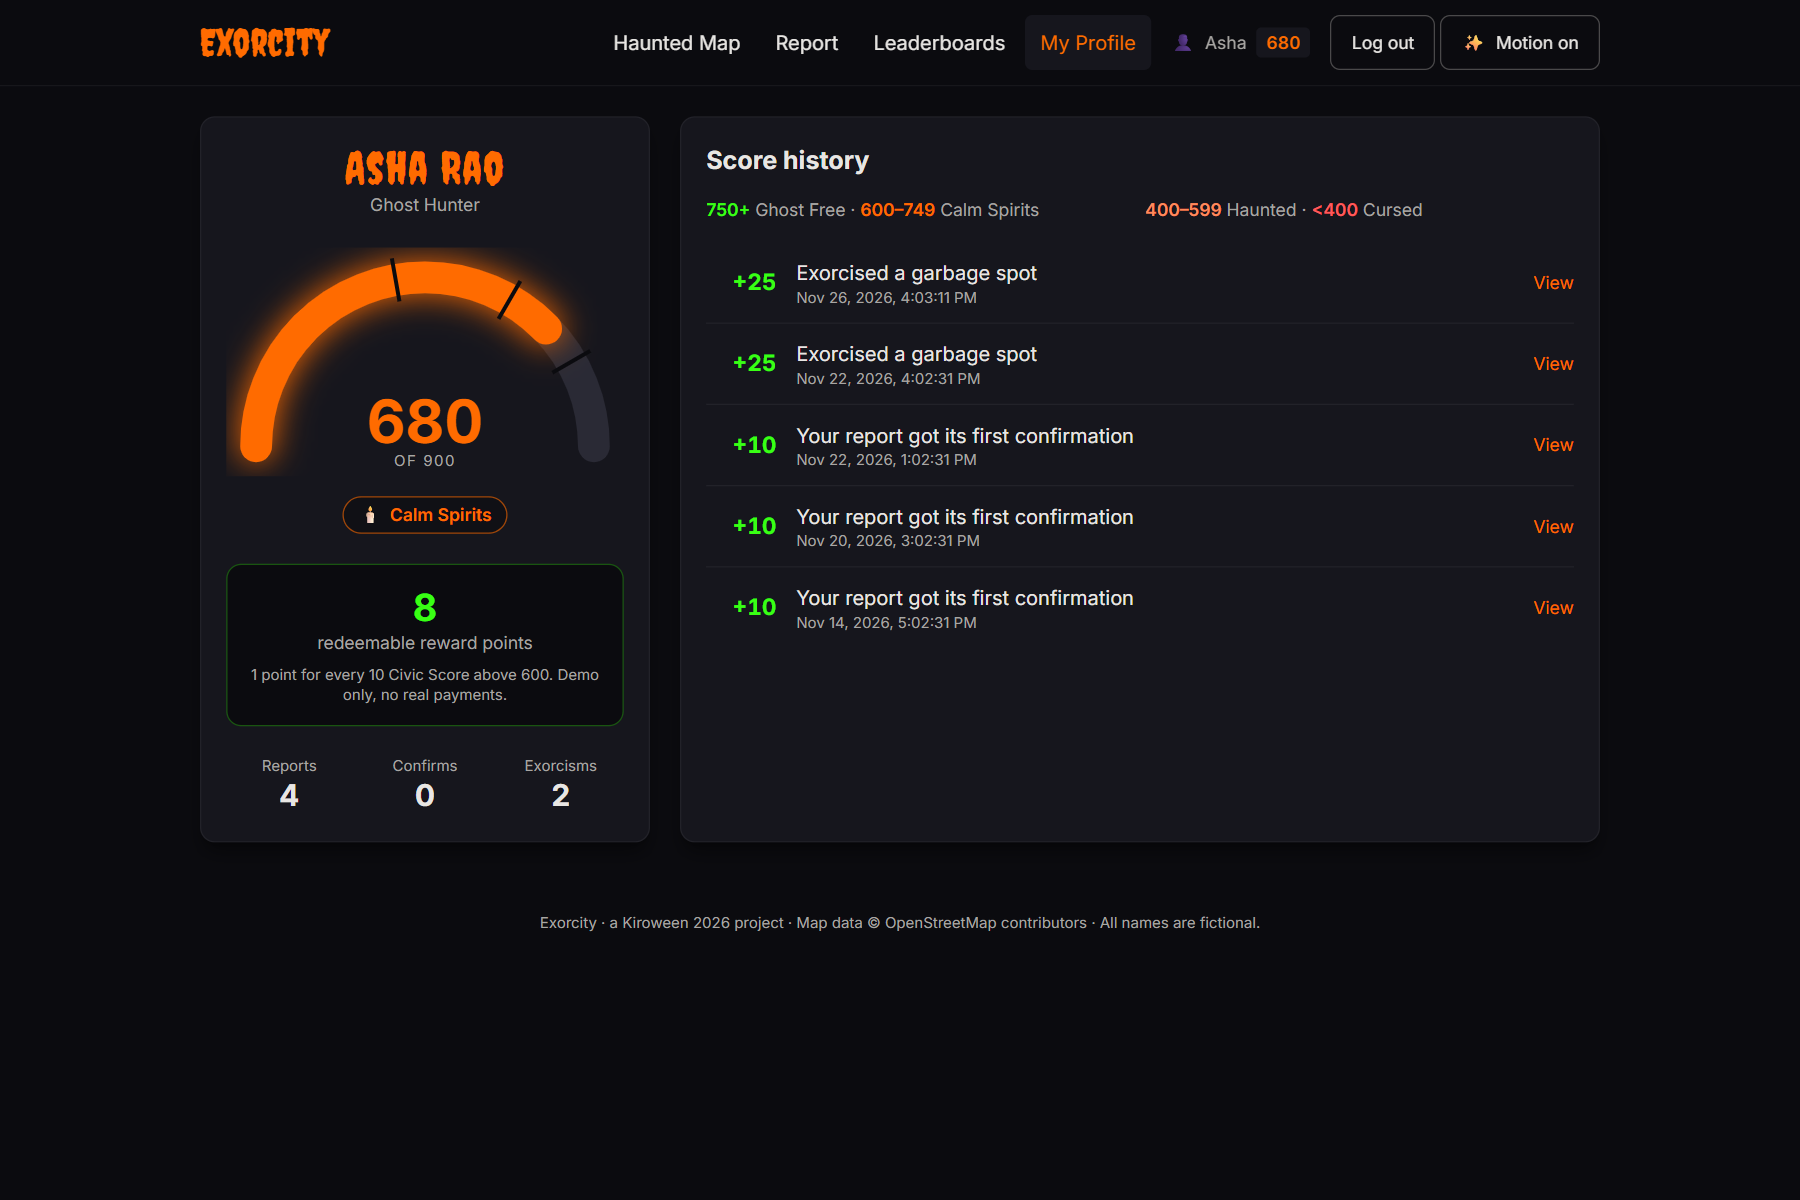 EXORCITY
Haunted Map
Report
Leaderboards
My Profile
Asha 680
Log out
Motion on
ASHA RAO
Ghost Hunter
680
OF 900
Calm Spirits
8
redeemable reward points
1 point for every 10 Civic Score above 600. Demo
only, no real payments.
Reports
4
Confirms
0
Exorcisms
2
Score history
750+ Ghost Free · 600–749 Calm Spirits
400–599 Haunted · <400 Cursed
+25
Exorcised a garbage spot
Nov 26, 2026, 4:03:11 PM
View
+25
Exorcised a garbage spot
Nov 22, 2026, 4:02:31 PM
View
+10
Your report got its first confirmation
Nov 22, 2026, 1:02:31 PM
View
+10
Your report got its first confirmation
Nov 20, 2026, 3:02:31 PM
View
+10
Your report got its first confirmation
Nov 14, 2026, 5:02:31 PM
View
Exorcity · a Kiroween 2026 project · Map data © OpenStreetMap contributors · All names are fictional.